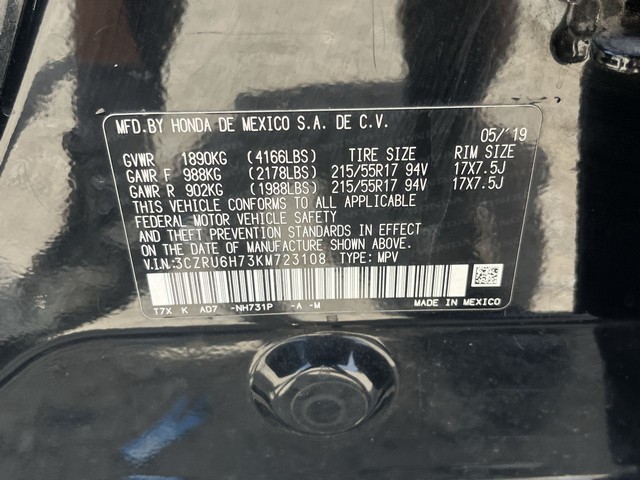 MFD.BY HONDA DE MEXICO S.A. DE C.V.
05/'19
GVWR 1890KG (4166LBS) TIRE SIZE RIM SIZE
GAWR F 988KG (2178LBS) 215/55R17 94V 17X7.5J
GAWR R 902KG (1988LBS) 215/55R17 94V 17X7.5J
THIS VEHICLE CONFORMS TO ALL APPLICABLE
FEDERAL MOTOR VEHICLE SAFETY
AND THEFT PREVENTION STANDARDS IN EFFECT
ON THE DATE OF MANUFACTURE SHOWN ABOVE.
V.I.N:3CZRU6H73KM723108 TYPE: MPV
T7X K AD7 -NH731P -A -M MADE IN MEXICO